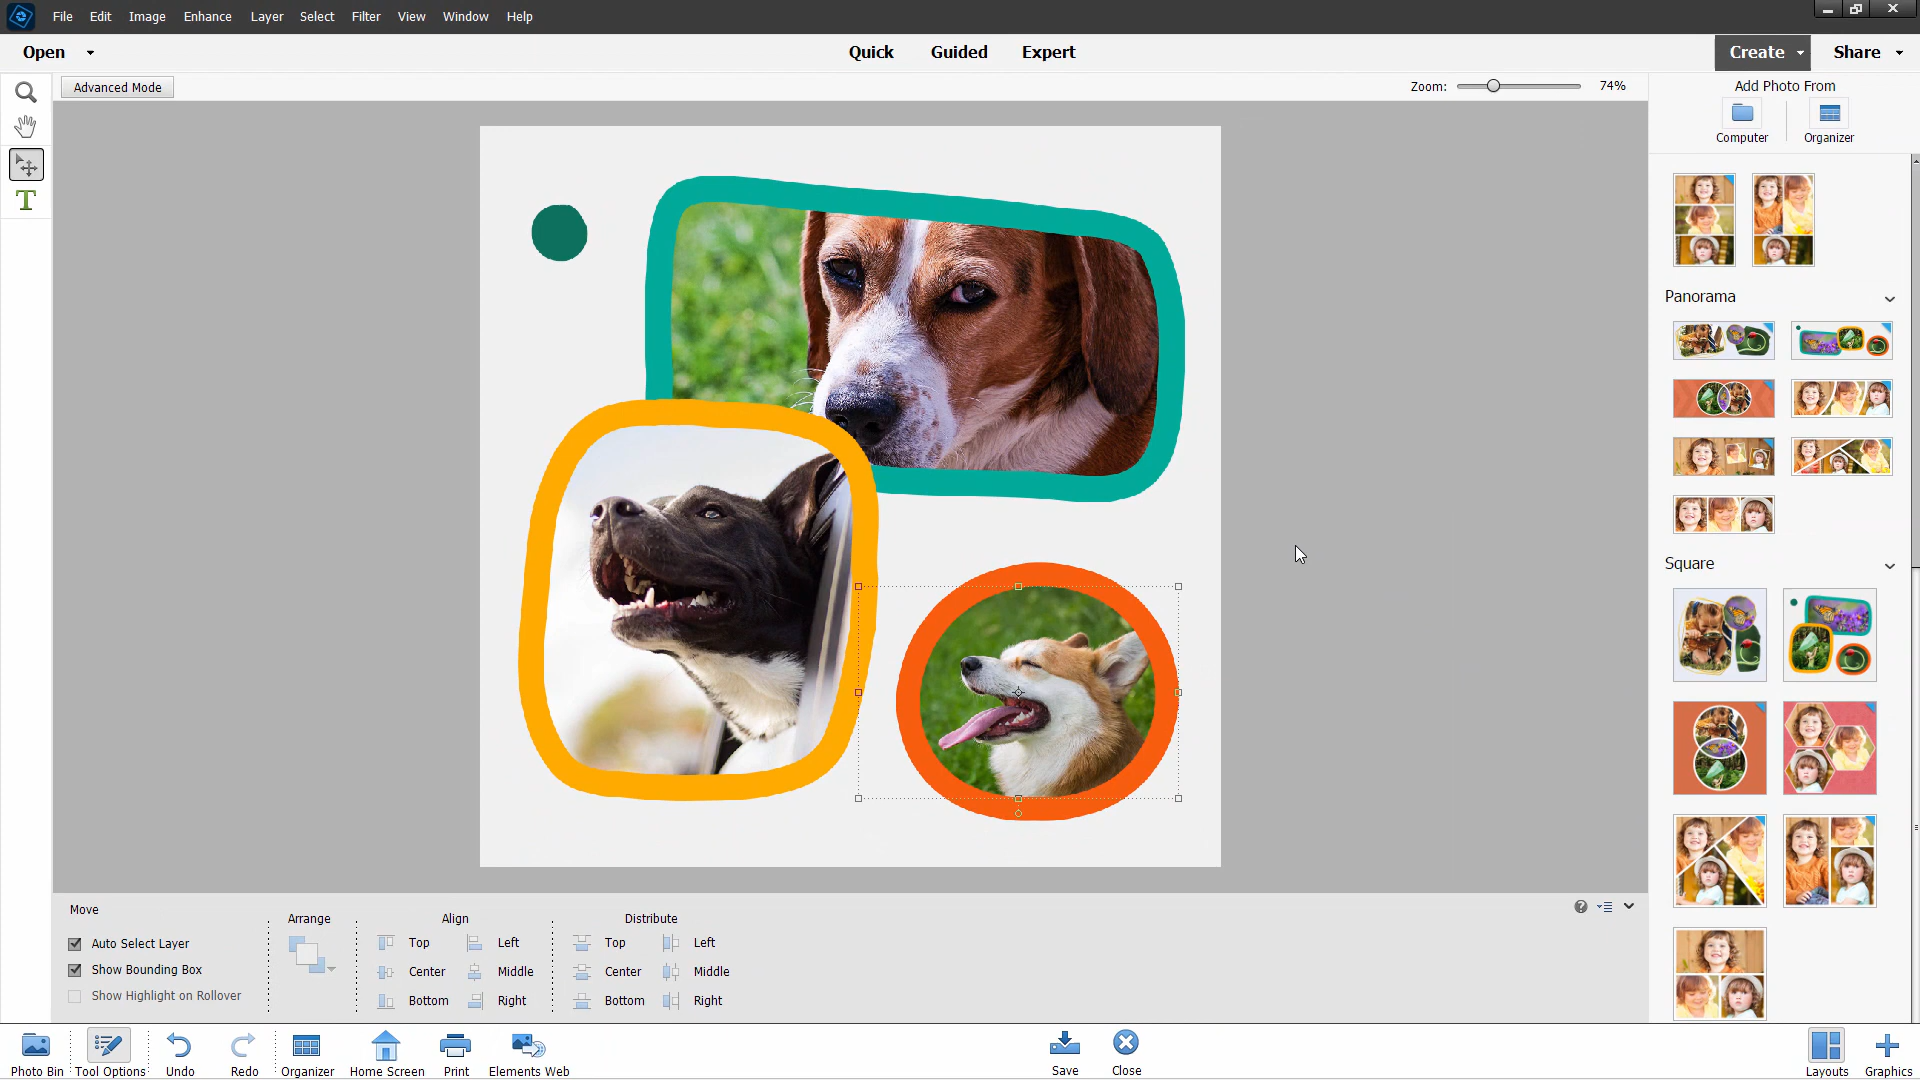 File Edit Image Enhance Layer Select Filter View Window Help
Open Quick Guided Expert Create Share
Advanced Mode Zoom: 74% Add Photo From
Computer Organizer
Panorama
Square
Move
Arrange Align Distribute
Auto Select Layer Top Left Top Left
Show Bounding Box Center Middle Center Middle
Show Highlight on Rollover Bottom Right Bottom Right
Photo Bin Tool Options Undo Redo Organizer Home Screen Print Elements Web Save Close Layouts Graphics